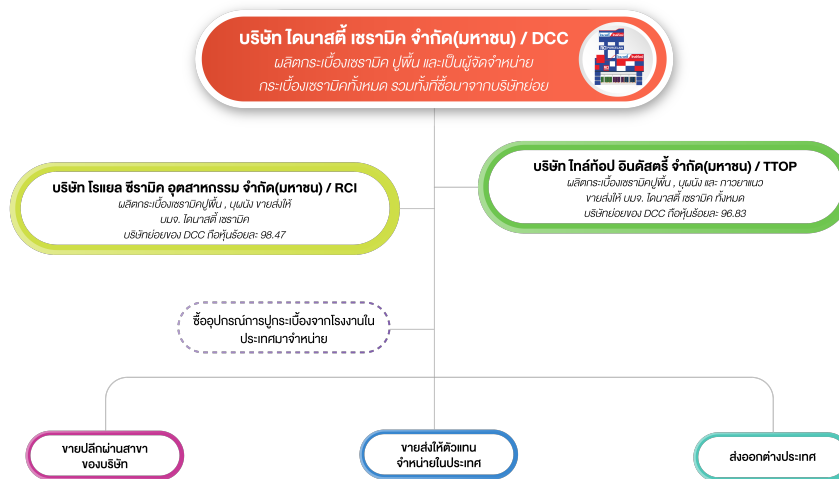 บริษัท ไดนาสตี้ เซรามิค จำกัด(มหาชน) / DCC
ผลิตกระเบื้องเซรามิค ปูพื้น และเป็นผู้จัดจำหน่าย
กระเบื้องเซรามิคทั้งหมด รวมทั้งที่ซื้อมาจากบริษัทย่อย
บริษัท โรแยล ซีรามิค อุตสาหกรรม จำกัด(มหาชน) / RCI
ผลิตกระเบื้องเซรามิคปูพื้น , บุผนัง ขายส่งให้
บมจ. ไดนาสตี้ เซรามิค
บริษัทย่อยของ DCC ถือหุ้นร้อยละ 98.47
บริษัท ไทล์ท้อป อินดัสตรี้ จำกัด(มหาชน) / TTOP
ผลิตกระเบื้องเซรามิคปูพื้น , บุผนัง และ กาวยาแนว
ขายส่งให้ บมจ. ไดนาสตี้ เซรามิค ทั้งหมด
บริษัทย่อยของ DCC ถือหุ้นร้อยละ 96.83
ซื้ออุปกรณ์การปูกระเบื้องจากโรงงานใน
ประเทศมาจำหน่าย
ขายปลีกผ่านสาขา
ของบริษัท
ขายส่งให้ตัวแทน
จำหน่ายในประเทศ
ส่งออกต่างประเทศ